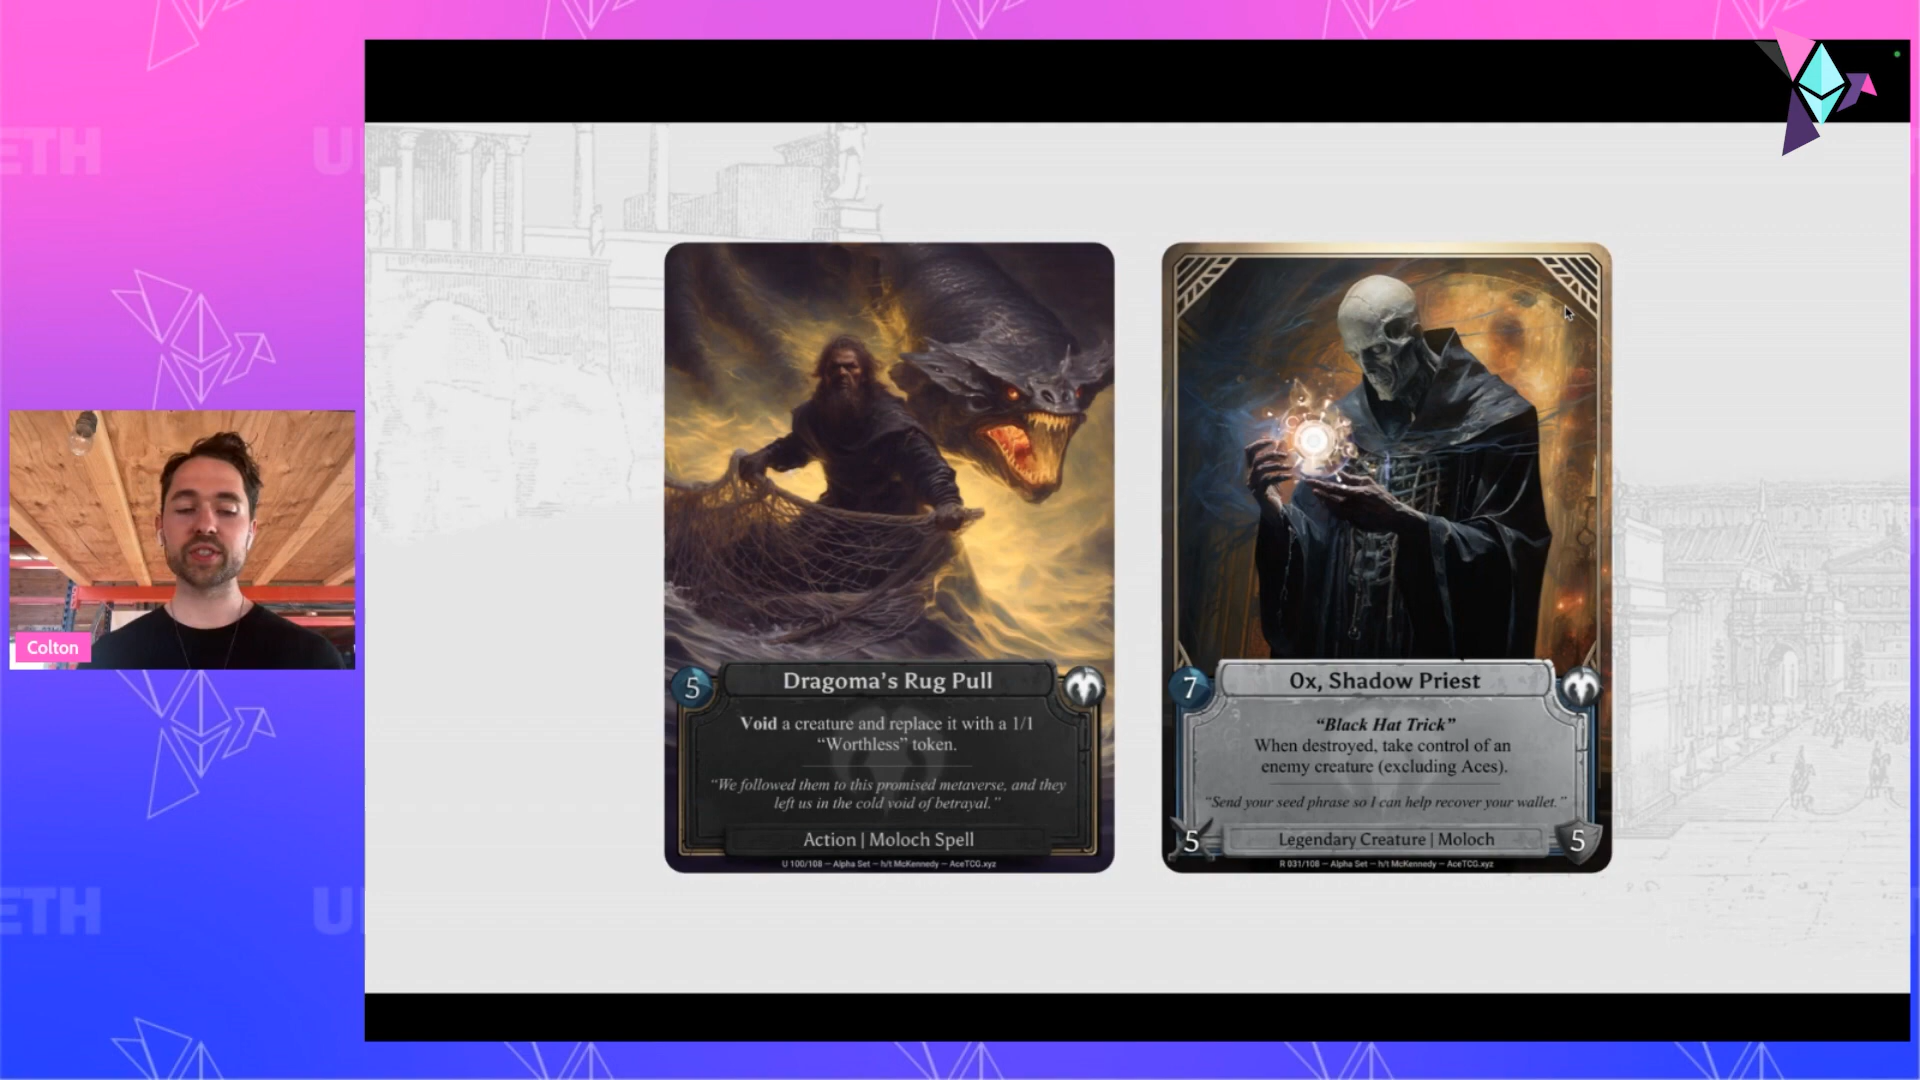 ETH
U
Colton
5
Dragoma's Rug Pull
Void a creature and replace it with a 1/1
"Worthless" token.
"We followed them to this promised metaverse, and they
left us in the cold void of betrayal."
Action | Moloch Spell
U 100/108 — Alpha Set — h/t McKennedy — AceTCG.xyz
7
Ox, Shadow Priest
"Black Hat Trick"
When destroyed, take control of an
enemy creature (excluding Aces).
"Send your seed phrase so I can help recover your wallet."
5
Legendary Creature | Moloch
5
R 031/108 — Alpha Set — h/t McKennedy — AceTCG.xyz
ETH
U